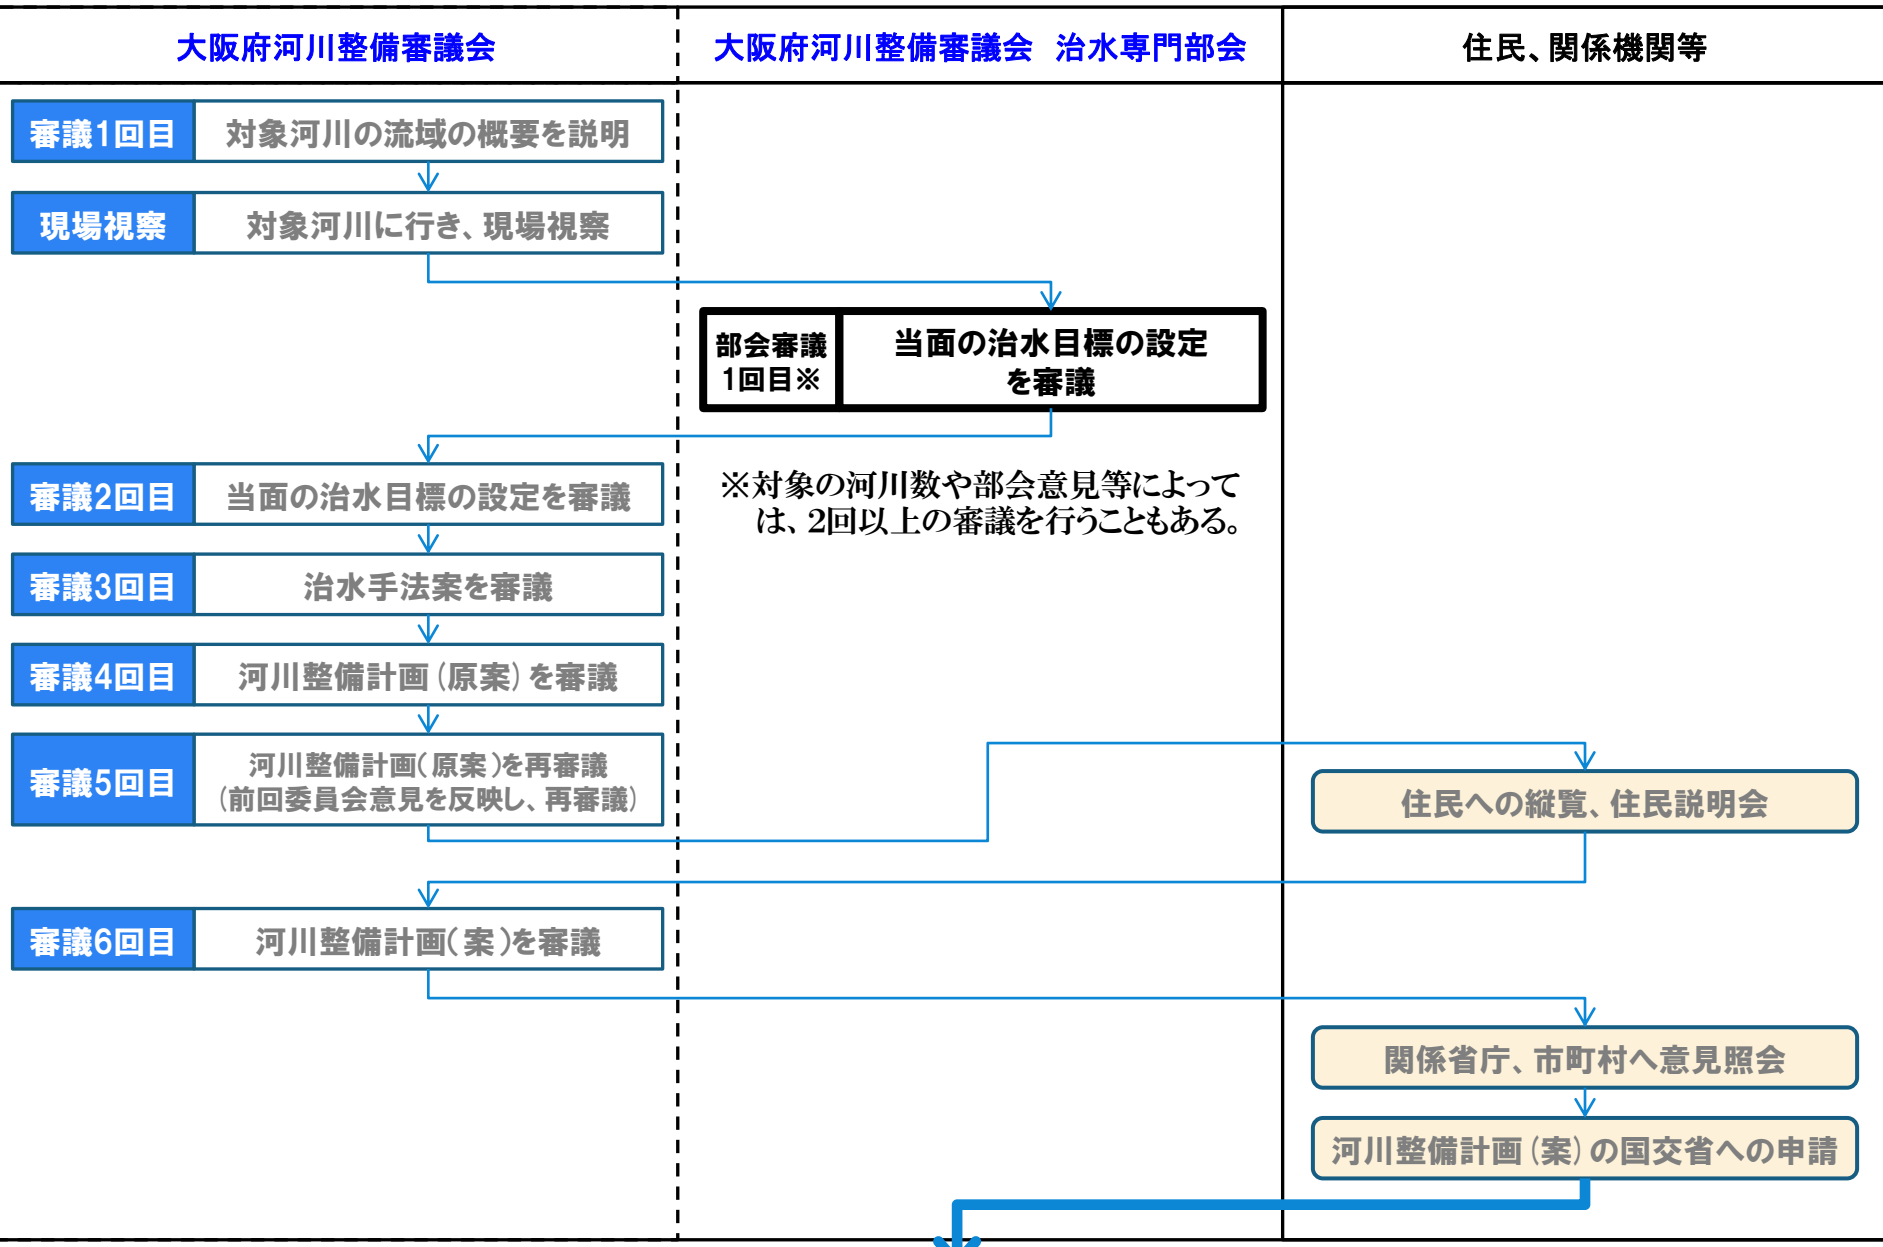 大阪府河川整備審議会
大阪府河川整備審議会 治水専門部会
住民、関係機関等
審議1回目
対象河川の流域の概要を説明
現場視察
対象河川に行き、現場視察
部会審議
1回目※
当面の治水目標の設定
を審議
※対象の河川数や部会意見等によって
は、2回以上の審議を行うこともある。
審議2回目
当面の治水目標の設定を審議
審議3回目
治水手法案を審議
審議4回目
河川整備計画(原案)を審議
審議5回目
河川整備計画(原案)を再審議
(前回委員会意見を反映し、再審議)
住民への縦覧、住民説明会
審議6回目
河川整備計画(案)を審議
関係省庁、市町村へ意見照会
河川整備計画(案)の国交省への申請